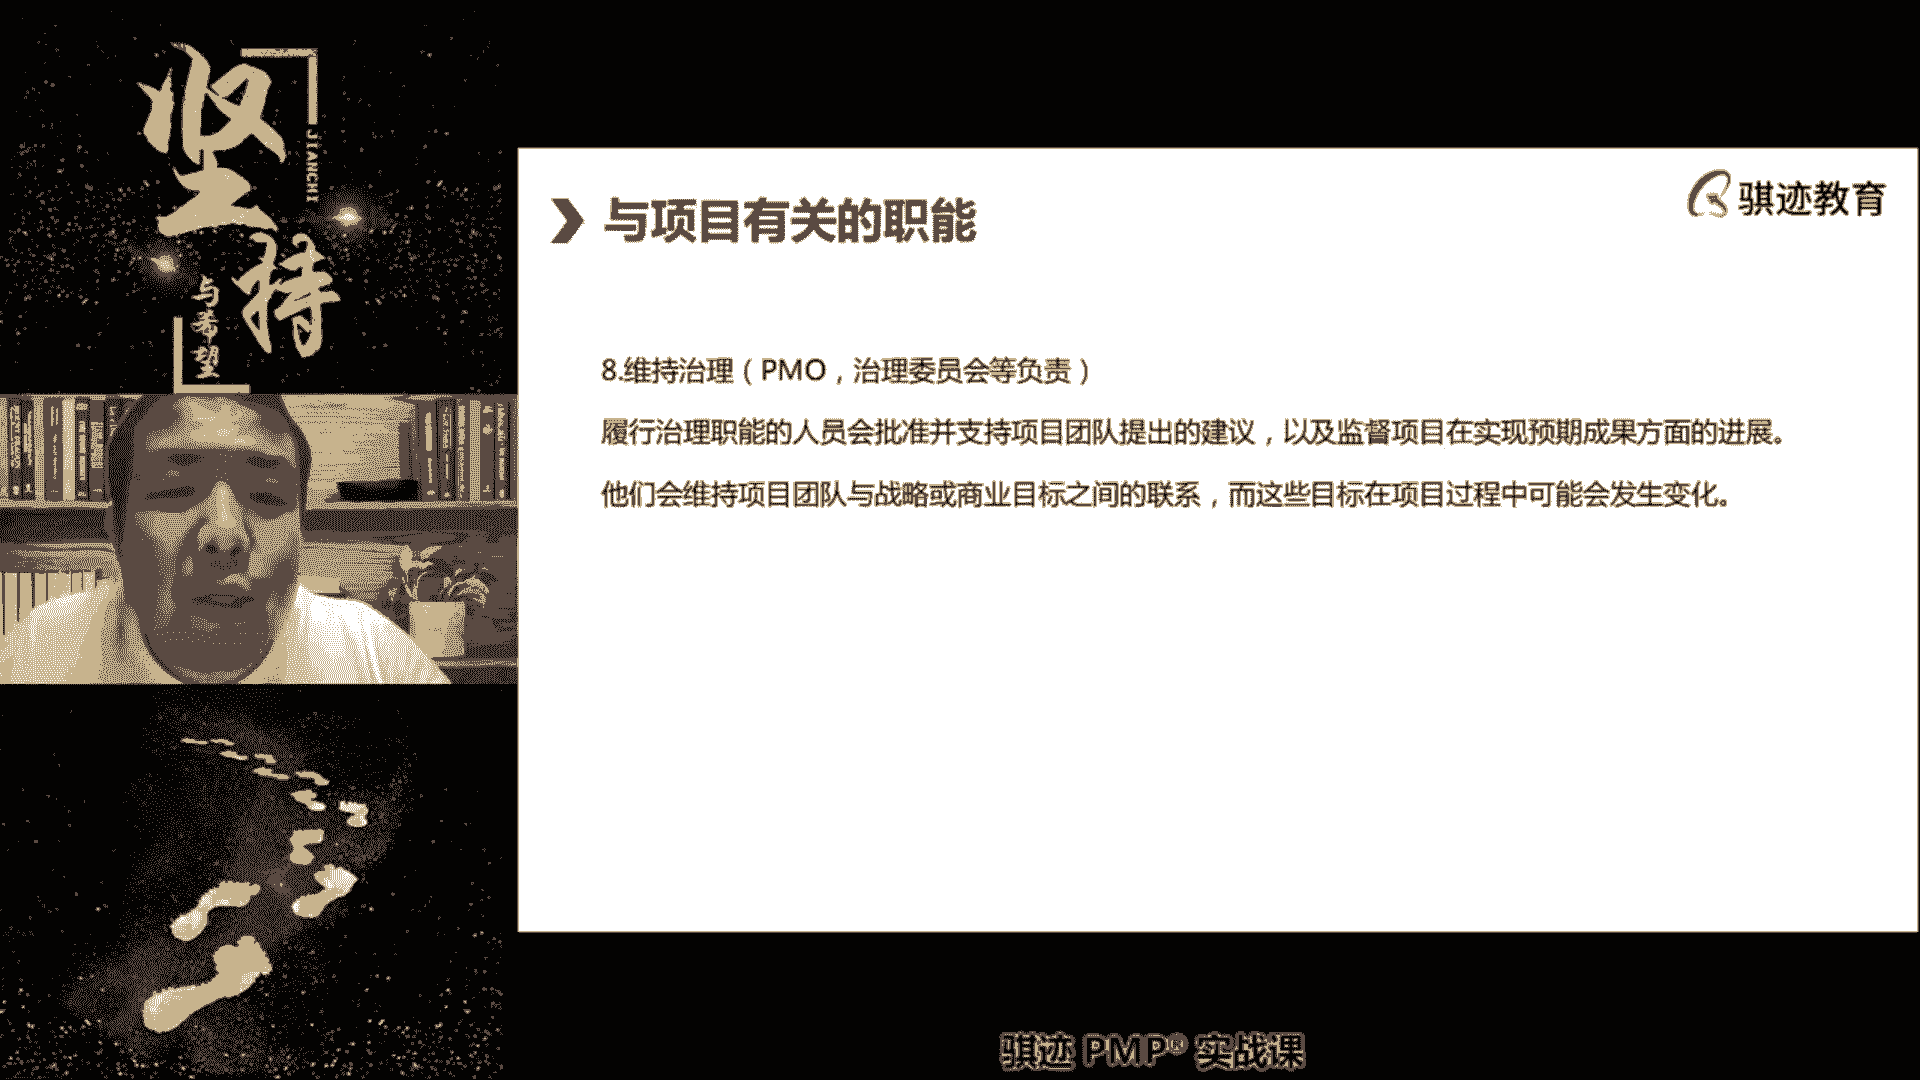 坚持
JIANCHI
与希望
骐迹教育
与项目有关的职能
8.维持治理（PMO，治理委员会等负责）
履行治理职能的人员会批准并支持项目团队提出的建议，以及监督项目在实现预期成果方面的进展。
他们会维持项目团队与战略或商业目标之间的联系，而这些目标在项目过程中可能会发生变化。
骐迹 PMP® 实战课